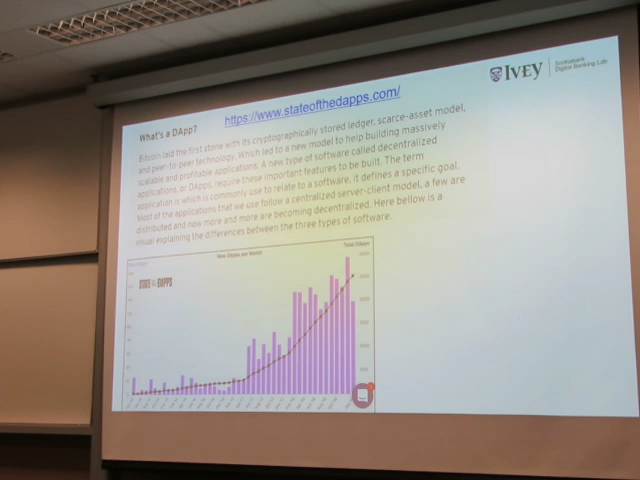 IVEY
Scotiabank
Digital Banking Lab
https://www.stateofthedapps.com/
What's a DApp?
Bitcoin laid the first stone with its cryptographically stored ledger, scarce-asset model,
and peer-to-peer technology. Which led to a new model to help building massively
scalable and profitable applications. A new type of software called decentralized
applications, or DApps, require these important features to be built. The term
application is which is commonly use to relate to a software, it defines a specific goal.
Most of the applications that we use follow a centralized server-client model, a few are
distributed and now more and more are becoming decentralized. Here bellow is a
visual explaining the differences between the three types of software.
New DApps per Month
Total DApps
STATE OF THE DAPPS